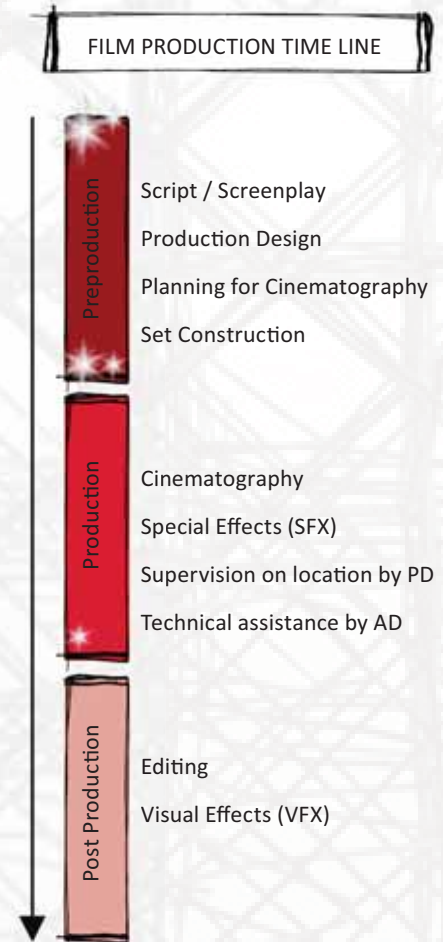 FILM PRODUCTION TIME LINE
Preproduction
Script / Screenplay
Production Design
Planning for Cinematography
Set Construction
Production
Cinematography
Special Effects (SFX)
Supervision on location by PD
Technical assistance by AD
Post Production
Editing
Visual Effects (VFX)